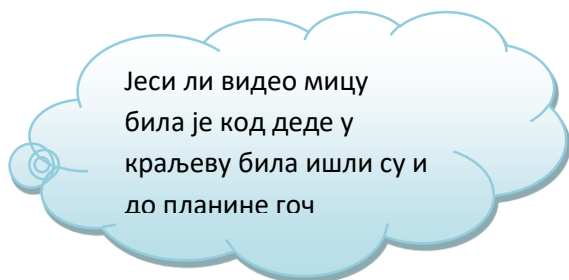 Јеси ли видео мицу
била је код деде у
краљеву била ишли су и
до планине гоч